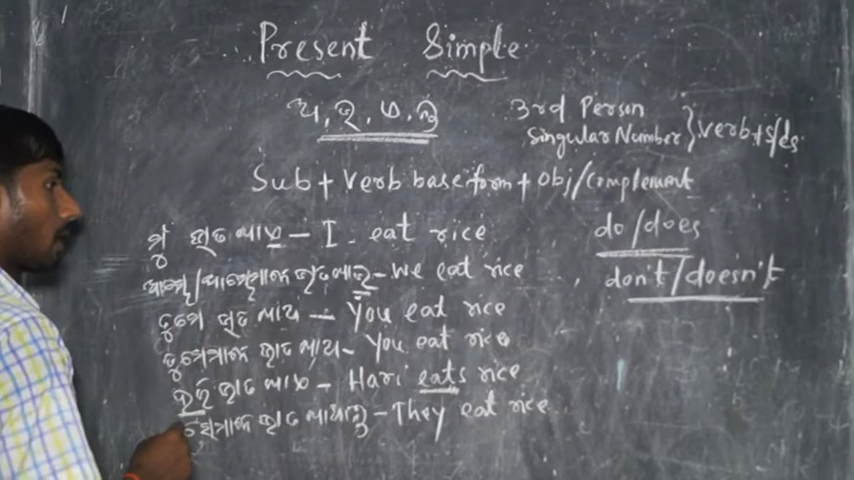 Present Simple
ଏ, ଉ, ଅ, ନ୍ତି
3rd Person
Singular Number } verb + s/es
Sub + Verb base form + obj/complement
ମୁଁ ଭାତ ଖାଏ – I eat rice
do/does
ଆମ୍ଭେ/ଆମ୍ଭେମାନେ ଭାତ ଖାଉ – We eat rice
don't/doesn't
ତୁମେ ଭାତ ଖାଅ – You eat rice
ତୁମେମାନେ ଭାତ ଖାଅ – You eat rice
ହରି ଭାତ ଖାଏ – Hari eats rice
ସେମାନେ ଭାତ ଖାଆନ୍ତି – They eat rice